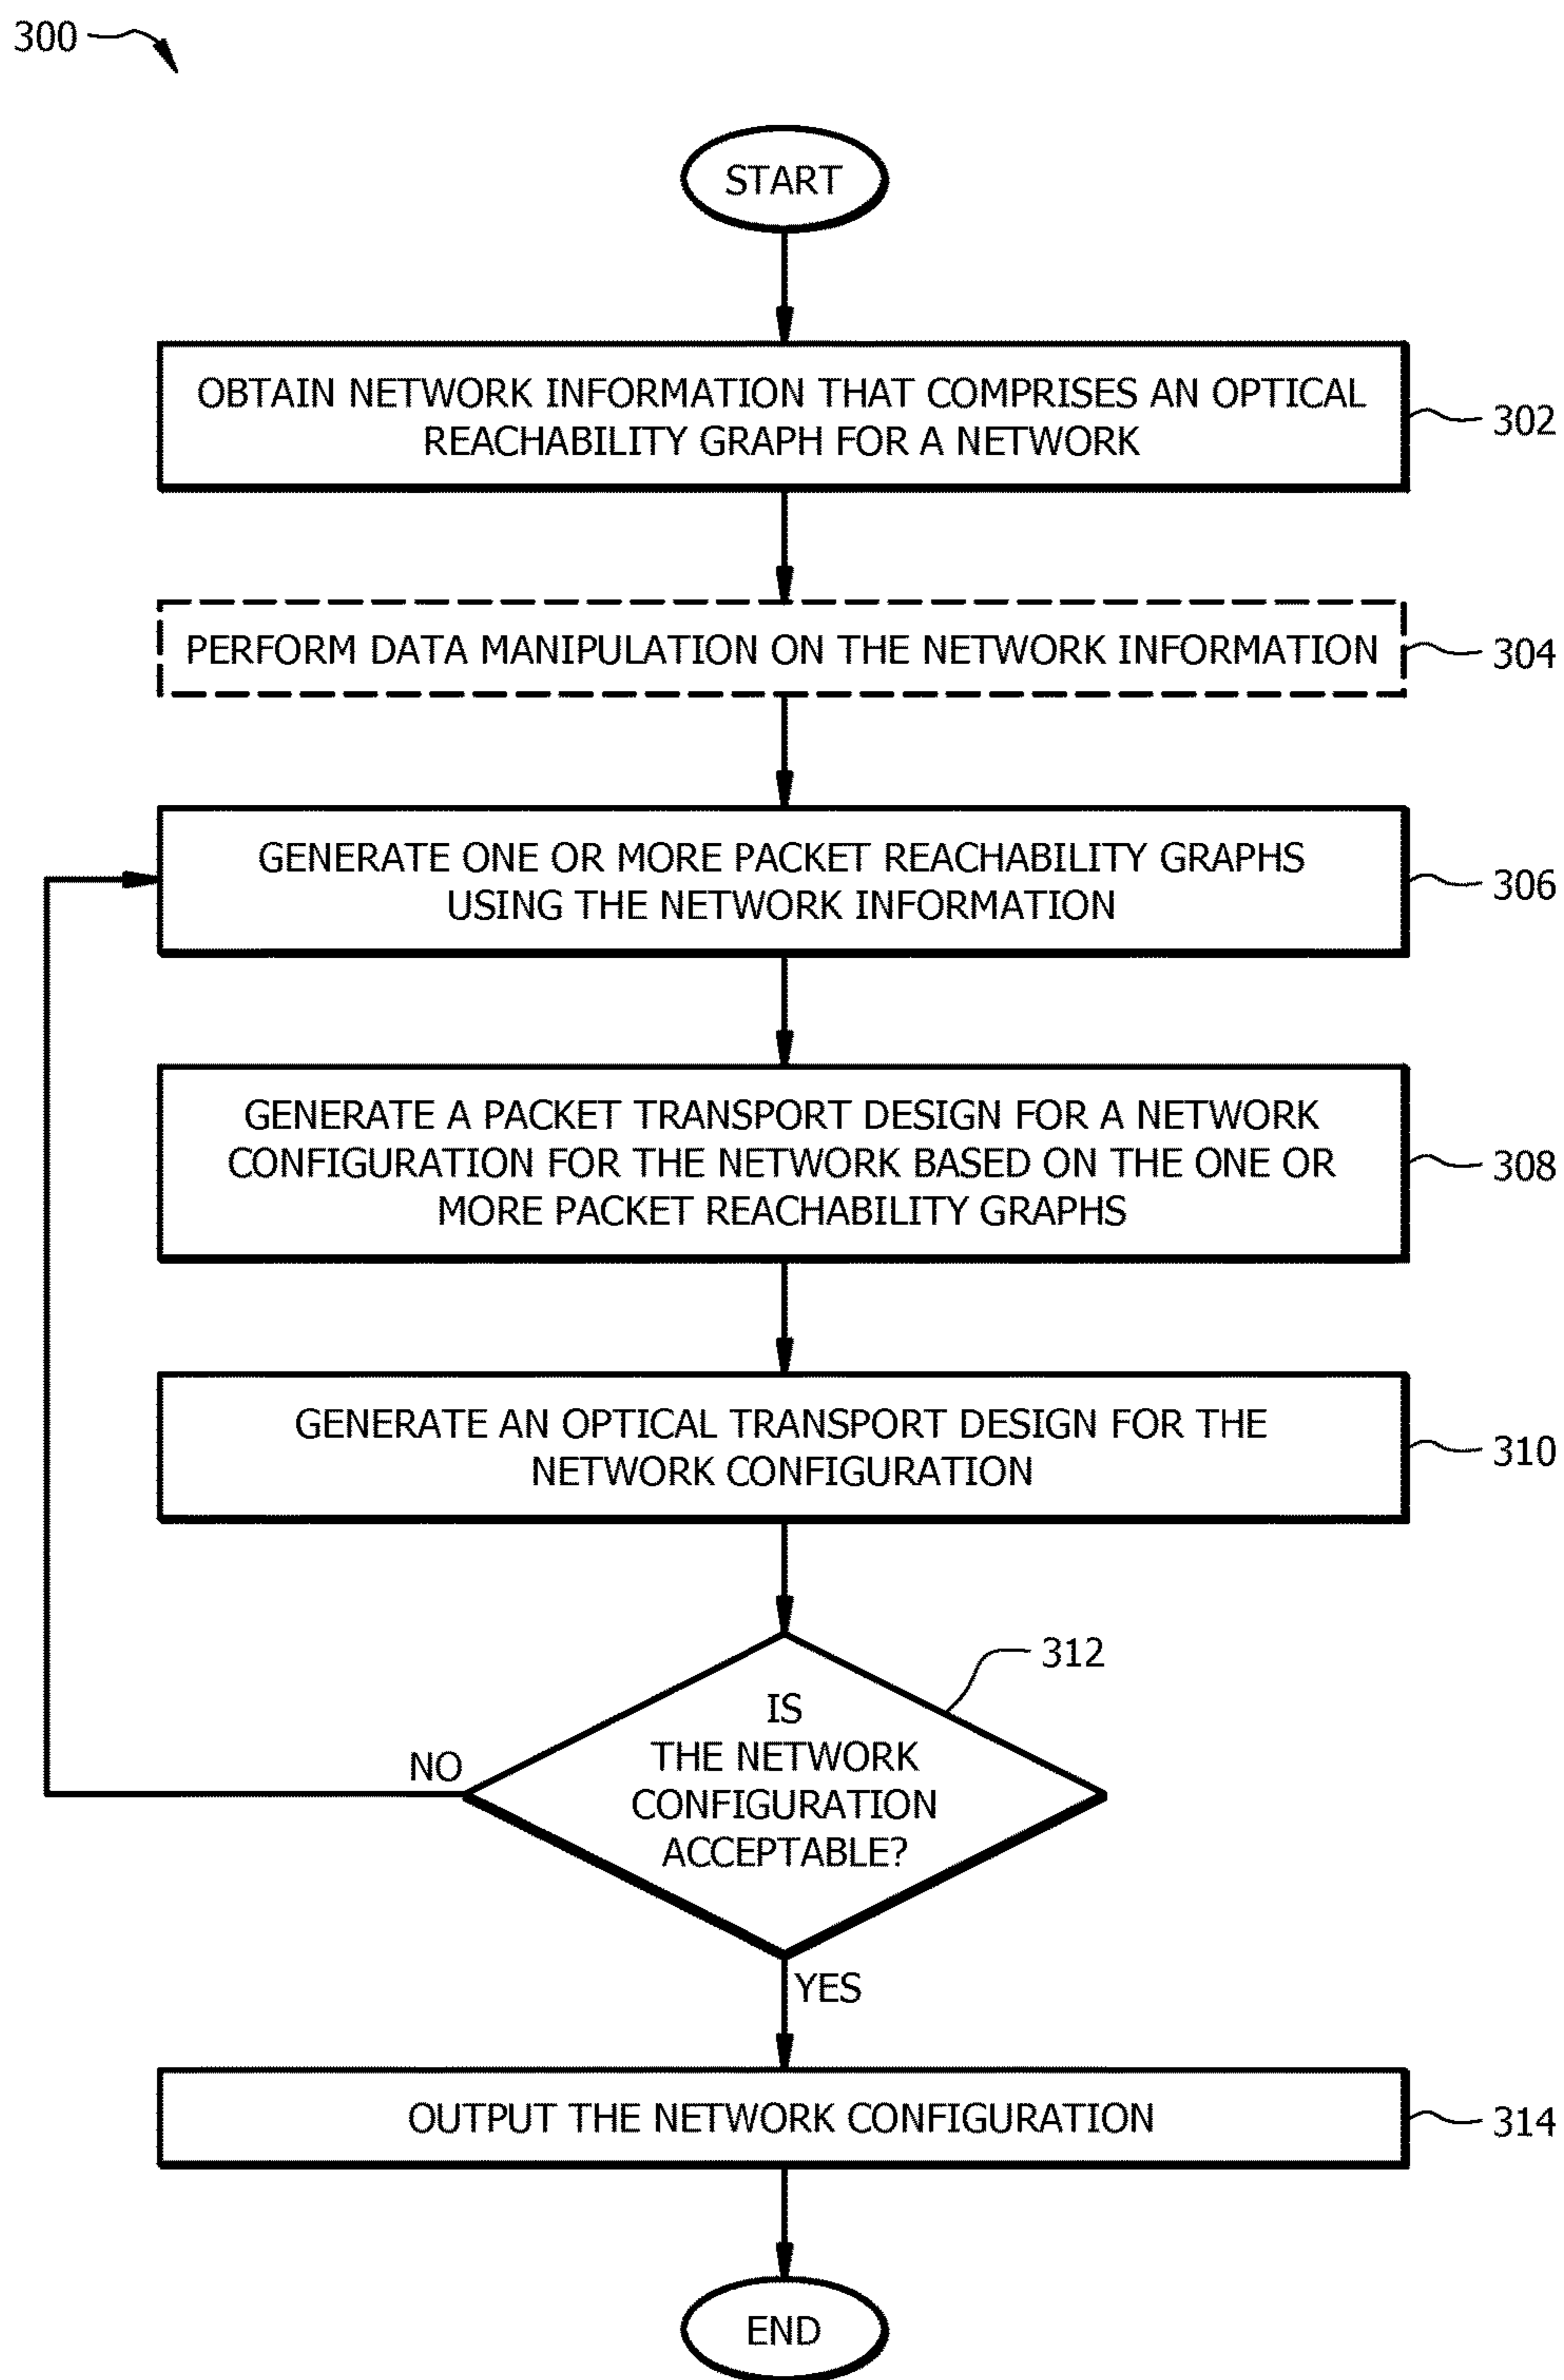 300
START
OBTAIN NETWORK INFORMATION THAT COMPRISES AN OPTICAL
REACHABILITY GRAPH FOR A NETWORK
302
PERFORM DATA MANIPULATION ON THE NETWORK INFORMATION
304
GENERATE ONE OR MORE PACKET REACHABILITY GRAPHS
USING THE NETWORK INFORMATION
306
GENERATE A PACKET TRANSPORT DESIGN FOR A NETWORK
CONFIGURATION FOR THE NETWORK BASED ON THE ONE OR
MORE PACKET REACHABILITY GRAPHS
308
GENERATE AN OPTICAL TRANSPORT DESIGN FOR THE
NETWORK CONFIGURATION
310
312
IS
THE NETWORK
CONFIGURATION
ACCEPTABLE?
NO
YES
OUTPUT THE NETWORK CONFIGURATION
314
END